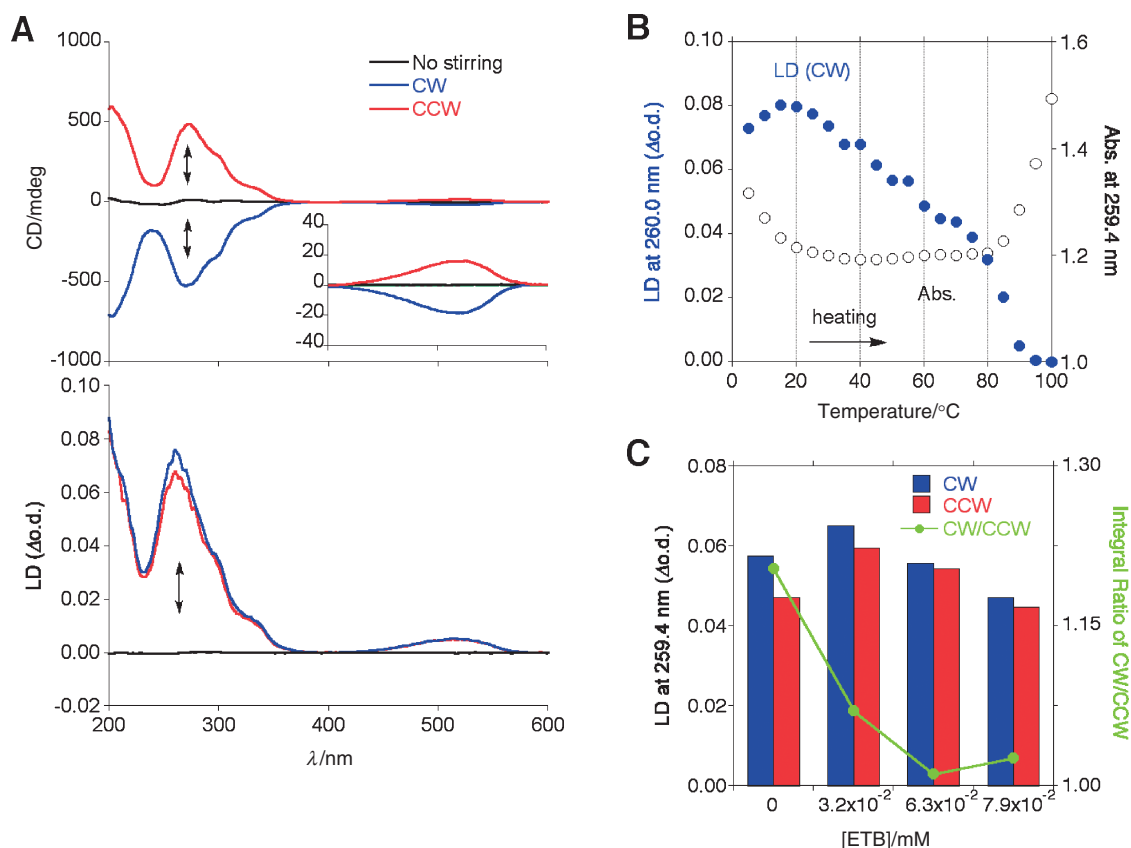 A
1000
500
0
-500
-1000
CD/mdeg
No stirring
CW
CCW
40
20
0
-20
-40
0.10
0.08
0.06
0.04
0.02
0.00
-0.02
LD (Δo.d.)
200
300
400
500
600
λ/nm
B
0.10
0.08
0.06
0.04
0.02
0.00
LD at 260.0 nm (Δo.d.)
LD (CW)
Abs.
heating
1.6
1.4
1.2
1.0
Abs. at 259.4 nm
0
20
40
60
80
100
Temperature/°C
C
0.08
0.06
0.04
0.02
0.00
LD at 259.4 nm (Δo.d.)
CW
CCW
CW/CCW
1.30
1.15
1.00
Integral Ratio of
CW/CCW
0
3.2x10⁻²
6.3x10⁻²
7.9x10⁻²
[ETB]/mM